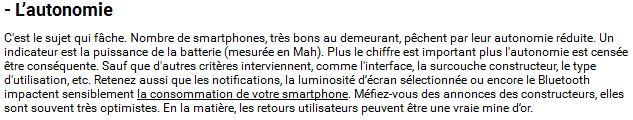 - L’autonomie
C'est le sujet qui fâche. Nombre de smartphones, très bons au demeurant, pêchent par leur autonomie réduite. Un
indicateur est la puissance de la batterie (mesurée en Mah). Plus le chiffre est important plus l'autonomie est censée
être conséquente. Sauf que d'autres critères interviennent, comme l'interface, la surcouche constructeur, le type
d'utilisation, etc. Retenez aussi que les notifications, la luminosité d’écran sélectionnée ou encore le Bluetooth
impactent sensiblement la consommation de votre smartphone. Méfiez-vous des annonces des constructeurs, elles
sont souvent très optimistes. En la matière, les retours utilisateurs peuvent être une vraie mine d’or.